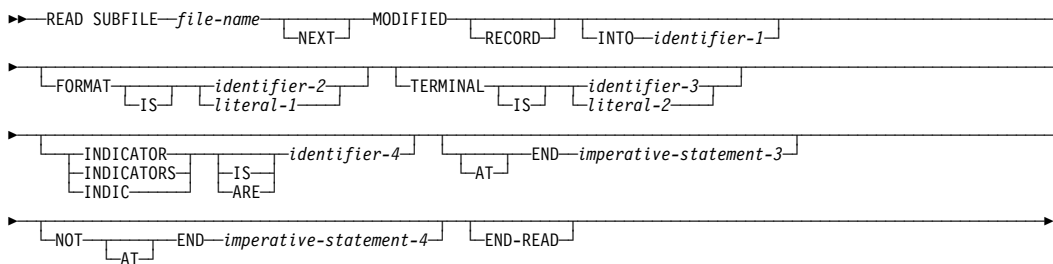 READ SUBFILE file-name NEXT MODIFIED RECORD INTO identifier-1
FORMAT IS identifier-2 literal-1 TERMINAL IS identifier-3 literal-2
INDICATOR INDICATORS INDIC IS ARE identifier-4 AT END imperative-statement-3
NOT AT END imperative-statement-4 END-READ